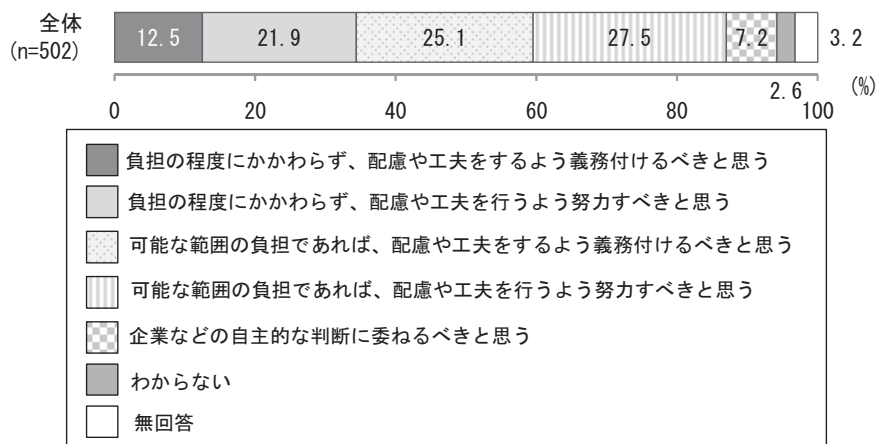 全体
(n=502)
12.5 21.9 25.1 27.5 7.2 3.2
2.6 (%)
0 20 40 60 80 100
負担の程度にかかわらず、配慮や工夫をするよう義務付けるべきと思う
負担の程度にかかわらず、配慮や工夫を行うよう努力すべきと思う
可能な範囲の負担であれば、配慮や工夫をするよう義務付けるべきと思う
可能な範囲の負担であれば、配慮や工夫を行うよう努力すべきと思う
企業などの自主的な判断に委ねるべきと思う
わからない
無回答